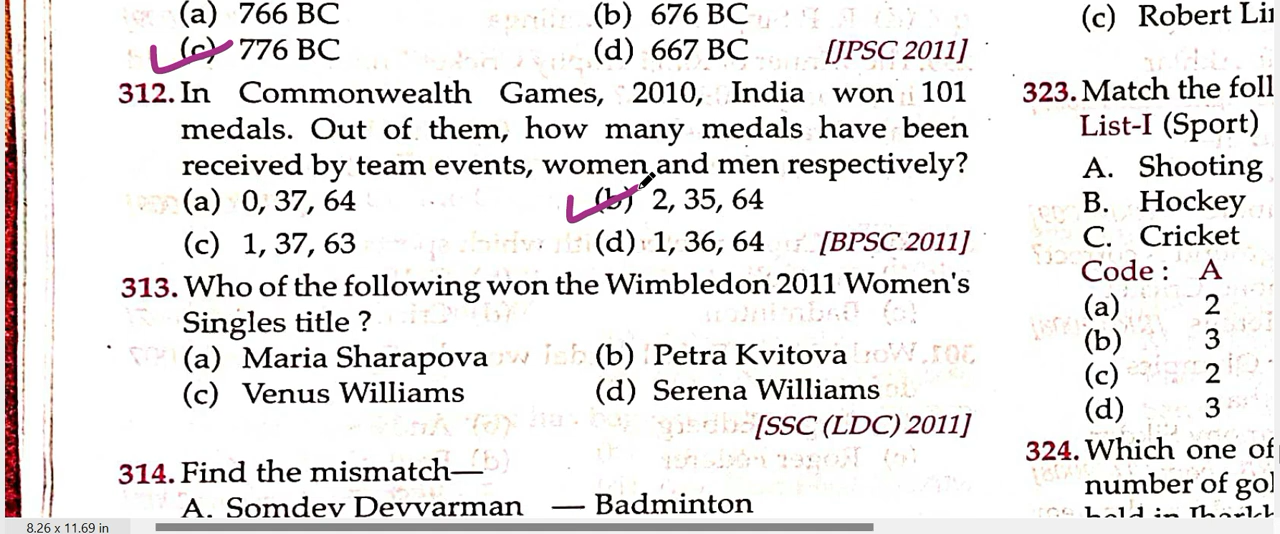 (a) 766 BC (b) 676 BC
(c) 776 BC (d) 667 BC [JPSC 2011]
312. In Commonwealth Games, 2010, India won 101
medals. Out of them, how many medals have been
received by team events, women and men respectively?
(a) 0, 37, 64 (b) 2, 35, 64
(c) 1, 37, 63 (d) 1, 36, 64 [BPSC 2011]
313. Who of the following won the Wimbledon 2011 Women's
Singles title ?
(a) Maria Sharapova (b) Petra Kvitova
(c) Venus Williams (d) Serena Williams
[SSC (LDC) 2011]
314. Find the mismatch—
A. Somdev Devvarman — Badminton
(c) Robert
323. Match the foll
List-I (Sport)
A. Shooting
B. Hockey
C. Cricket
Code : A
(a) 2
(b) 3
(c) 2
(d) 3
324. Which one of
number of gol
8.26 x 11.69 in